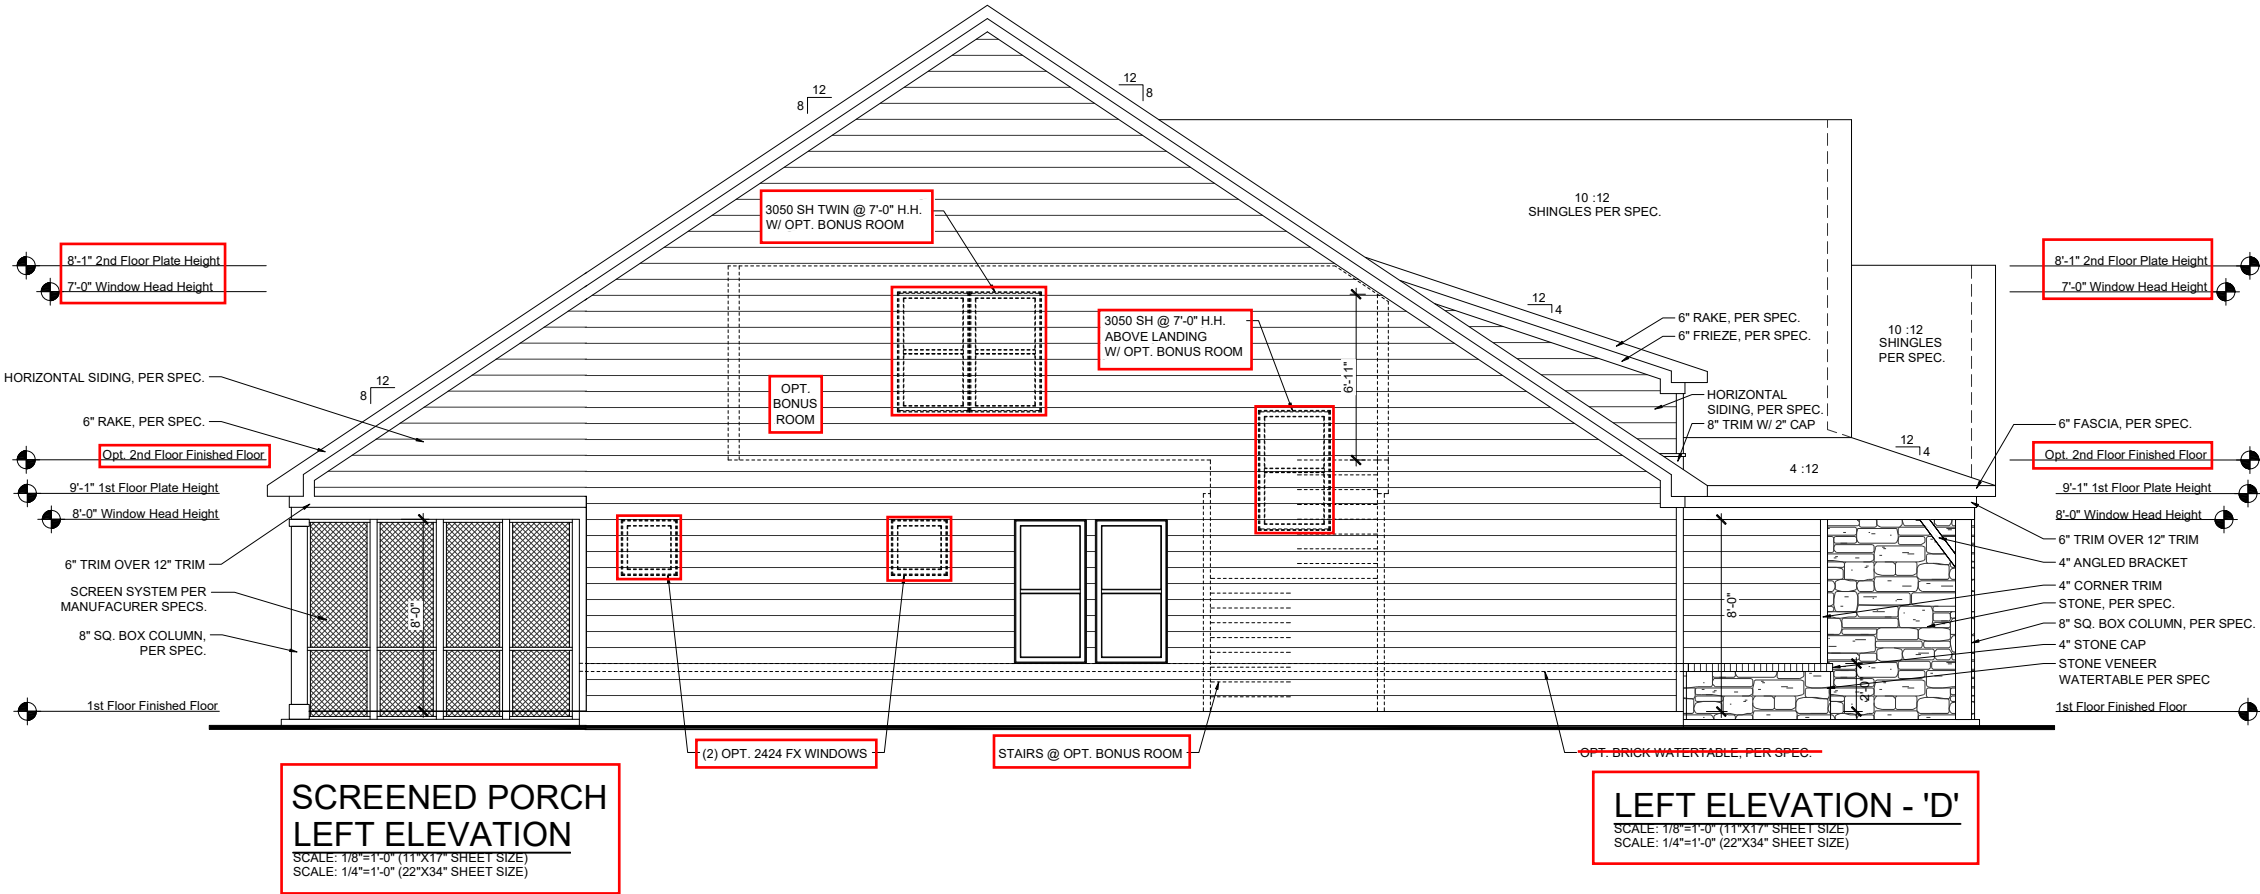 12
8
12
8
10 :12
SHINGLES PER SPEC.
3050 SH TWIN @ 7'-0" H.H.
W/ OPT. BONUS ROOM
8'-1" 2nd Floor Plate Height
7'-0" Window Head Height
8'-1" 2nd Floor Plate Height
7'-0" Window Head Height
12
4
3050 SH @ 7'-0" H.H.
ABOVE LANDING
W/ OPT. BONUS ROOM
6" RAKE, PER SPEC.
6" FRIEZE, PER SPEC.
10 :12
SHINGLES
PER SPEC.
6'-11"
HORIZONTAL SIDING, PER SPEC.
12
8
OPT.
BONUS
ROOM
HORIZONTAL
SIDING, PER SPEC.
8" TRIM W/ 2" CAP
6" RAKE, PER SPEC.
6" FASCIA, PER SPEC.
12
4
Opt. 2nd Floor Finished Floor
Opt. 2nd Floor Finished Floor
4 :12
9'-1" 1st Floor Plate Height
9'-1" 1st Floor Plate Height
8'-0" Window Head Height
8'-0" Window Head Height
6" TRIM OVER 12" TRIM
6" TRIM OVER 12" TRIM
4" ANGLED BRACKET
SCREEN SYSTEM PER
MANUFACURER SPECS.
4" CORNER TRIM
STONE, PER SPEC.
8'-0"
8'-0"
8" SQ. BOX COLUMN,
PER SPEC.
8" SQ. BOX COLUMN, PER SPEC.
4" STONE CAP
STONE VENEER
WATERTABLE PER SPEC
2'-0"
1st Floor Finished Floor
1st Floor Finished Floor
(2) OPT. 2424 FX WINDOWS
STAIRS @ OPT. BONUS ROOM
OPT. BRICK WATERTABLE, PER SPEC.
SCREENED PORCH
LEFT ELEVATION
SCALE: 1/8"=1'-0" (11"X17" SHEET SIZE)
SCALE: 1/4"=1'-0" (22"X34" SHEET SIZE)
LEFT ELEVATION - 'D'
SCALE: 1/8"=1'-0" (11"X17" SHEET SIZE)
SCALE: 1/4"=1'-0" (22"X34" SHEET SIZE)